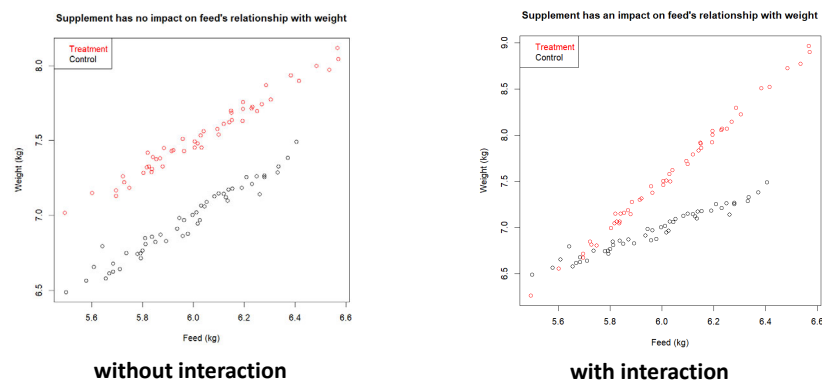 Supplement has no impact on feed's relationship with weight
Treatment
Control
8.0
7.5
7.0
6.5
Weight (kg)
5.6 5.8 6.0 6.2 6.4 6.6
Feed (kg)
without interaction
Supplement has an impact on feed's relationship with weight
Treatment
Control
9.0
8.5
8.0
7.5
7.0
6.5
Weight (kg)
5.6 5.8 6.0 6.2 6.4 6.6
Feed (kg)
with interaction